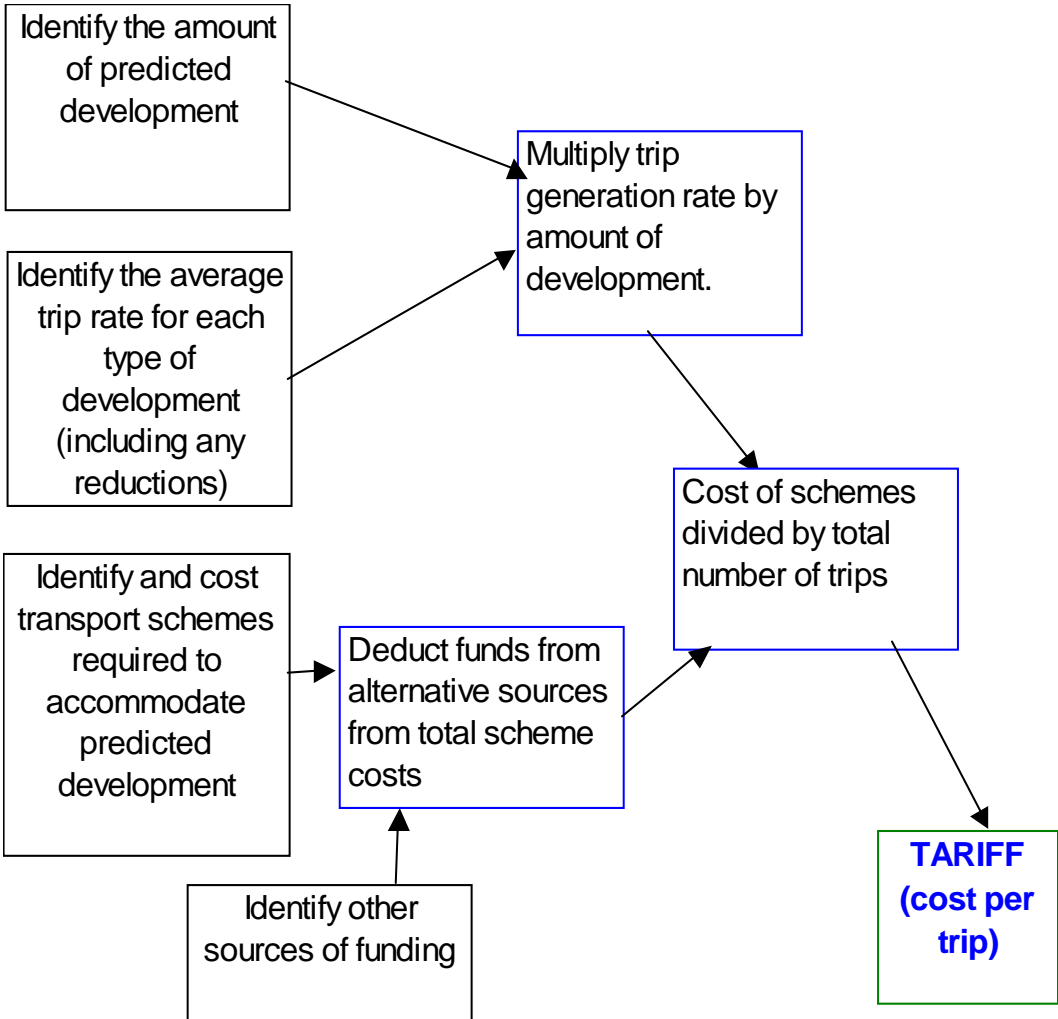 Identify the amount
of predicted
development
Multiply trip
generation rate by
amount of
development.
Identify the average
trip rate for each
type of
development
(including any
reductions)
Cost of schemes
divided by total
number of trips
Identify and cost
transport schemes
required to
accommodate
predicted
development
Deduct funds from
alternative sources
from total scheme
costs
Identify other
sources of funding
TARIFF
(cost per
trip)